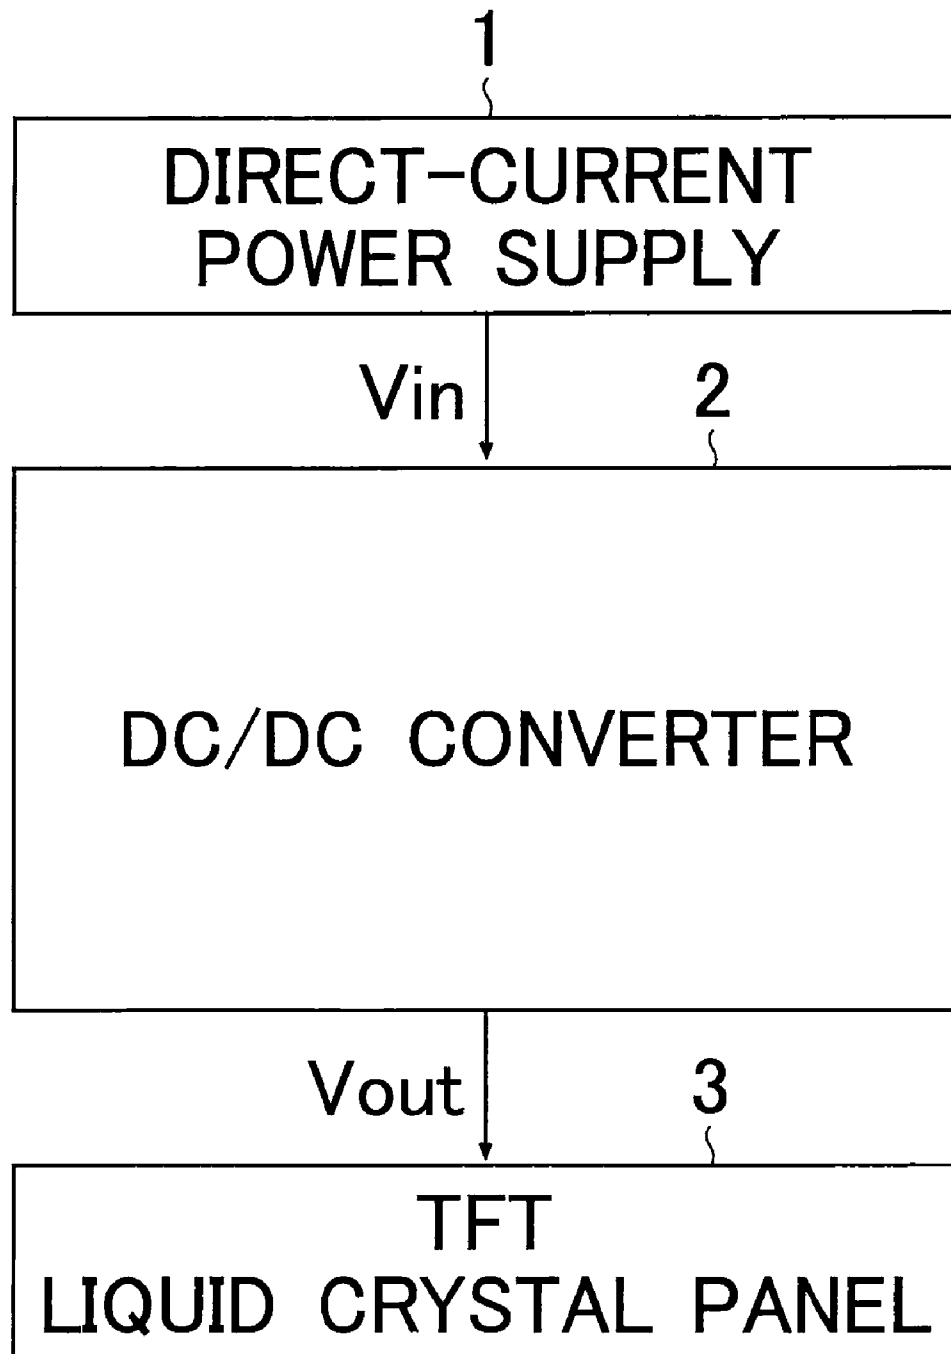 1
DIRECT-CURRENT
POWER SUPPLY
Vin
2
DC/DC CONVERTER
Vout
3
TFT
LIQUID CRYSTAL PANEL